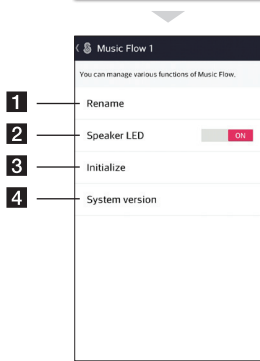 Music Flow 1
You can manage various functions of Music Flow.
1 Rename
2 Speaker LED ON
3 Initialize
4 System version